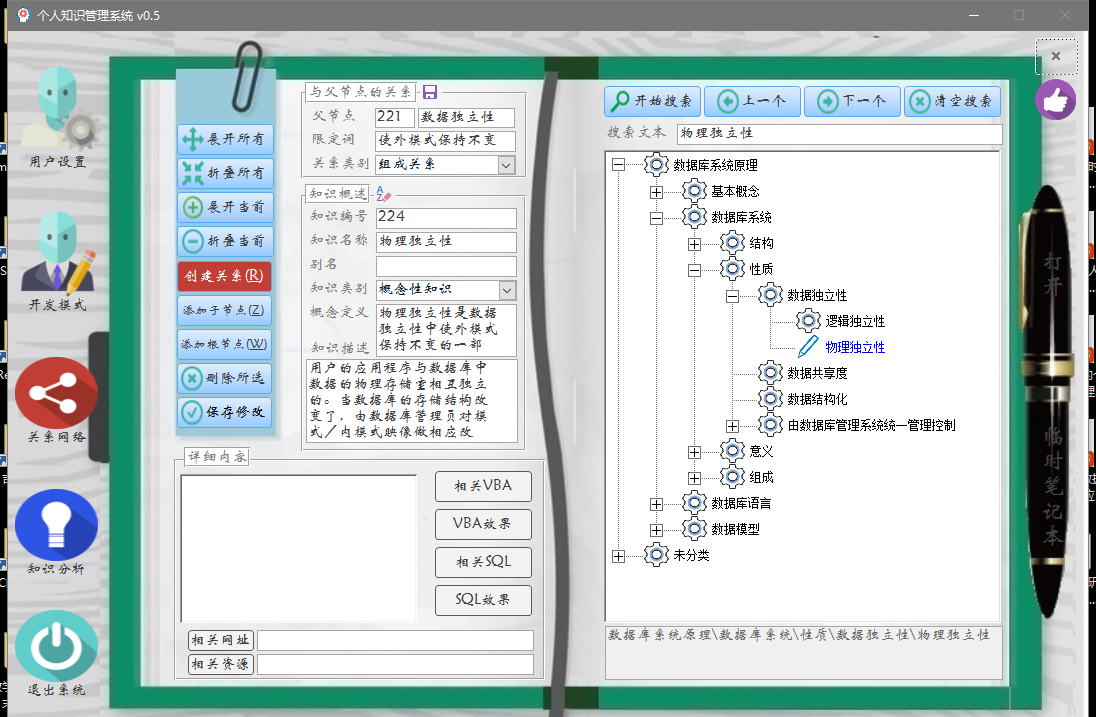 个人知识管理系统 v0.5
用户设置
开发模式
关系网络
知识分析
退出系统
展开所有
折叠所有
展开当前
折叠当前
创建关系(R)
添加子节点(Z)
添加根节点(W)
删除所选
保存修改
与父节点的关系
父节点 221 数据独立性
限定词 使外模式保持不变
关系类别 组成关系
知识概述
知识编号 224
知识名称 物理独立性
别名
知识类别 概念性知识
概念定义 物理独立性是数据
独立性中使外模式
保持不变的一部
知识描述
用户的应用程序与数据库中
数据的物理存储室相互独立
的。当数据库的存储结构改
变了，由数据库管理员对模
式/内模式映像做相应改
详细内容
相关VBA
VBA效果
相关SQL
SQL效果
相关网址
相关资源
开始搜索 上一个 下一个 清空搜索
搜索文本 物理独立性
数据库系统原理
基本概念
数据库系统
结构
性质
数据独立性
逻辑独立性
物理独立性
数据共享度
数据结构化
由数据库管理系统统一管理控制
意义
组成
数据库语言
数据模型
未分类
数据库系统原理\数据库系统\性质\数据独立性\物理独立性
打开
临时笔记本